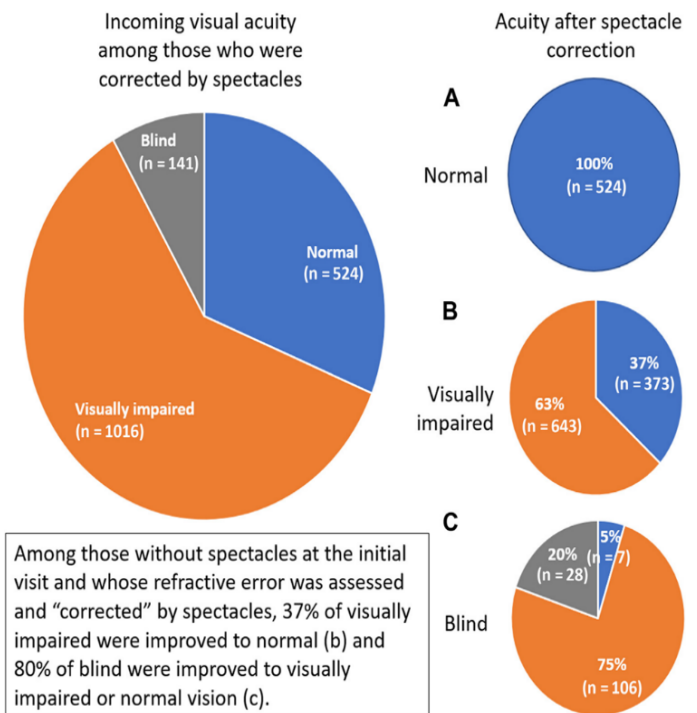 Incoming visual acuity
among those who were
corrected by spectacles
Blind
(n = 141)
Normal
(n = 524)
Visually impaired
(n = 1016)
Acuity after spectacle
correction
A
Normal
100%
(n = 524)
B
Visually
impaired
37%
(n = 373)
63%
(n = 643)
C
Blind
5%
(n = 7)
20%
(n = 28)
75%
(n = 106)
Among those without spectacles at the initial
visit and whose refractive error was assessed
and “corrected” by spectacles, 37% of visually
impaired were improved to normal (b) and
80% of blind were improved to visually
impaired or normal vision (c).